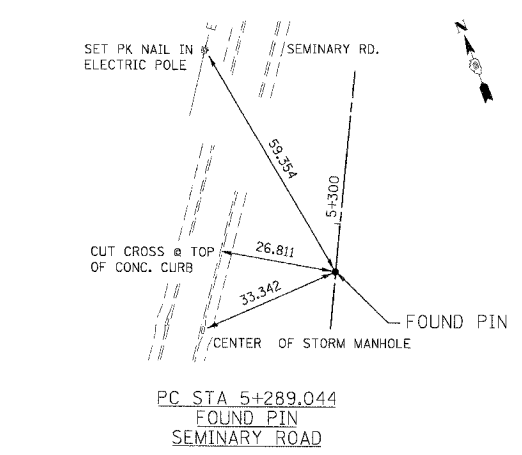 N
E
SET PK NAIL IN
ELECTRIC POLE
SEMINARY RD.
59.354
5+300
CUT CROSS @ TOP
OF CONC. CURB
26.811
33.342
FOUND PIN
CENTER OF STORM MANHOLE
PC STA 5+289.044
FOUND PIN
SEMINARY ROAD